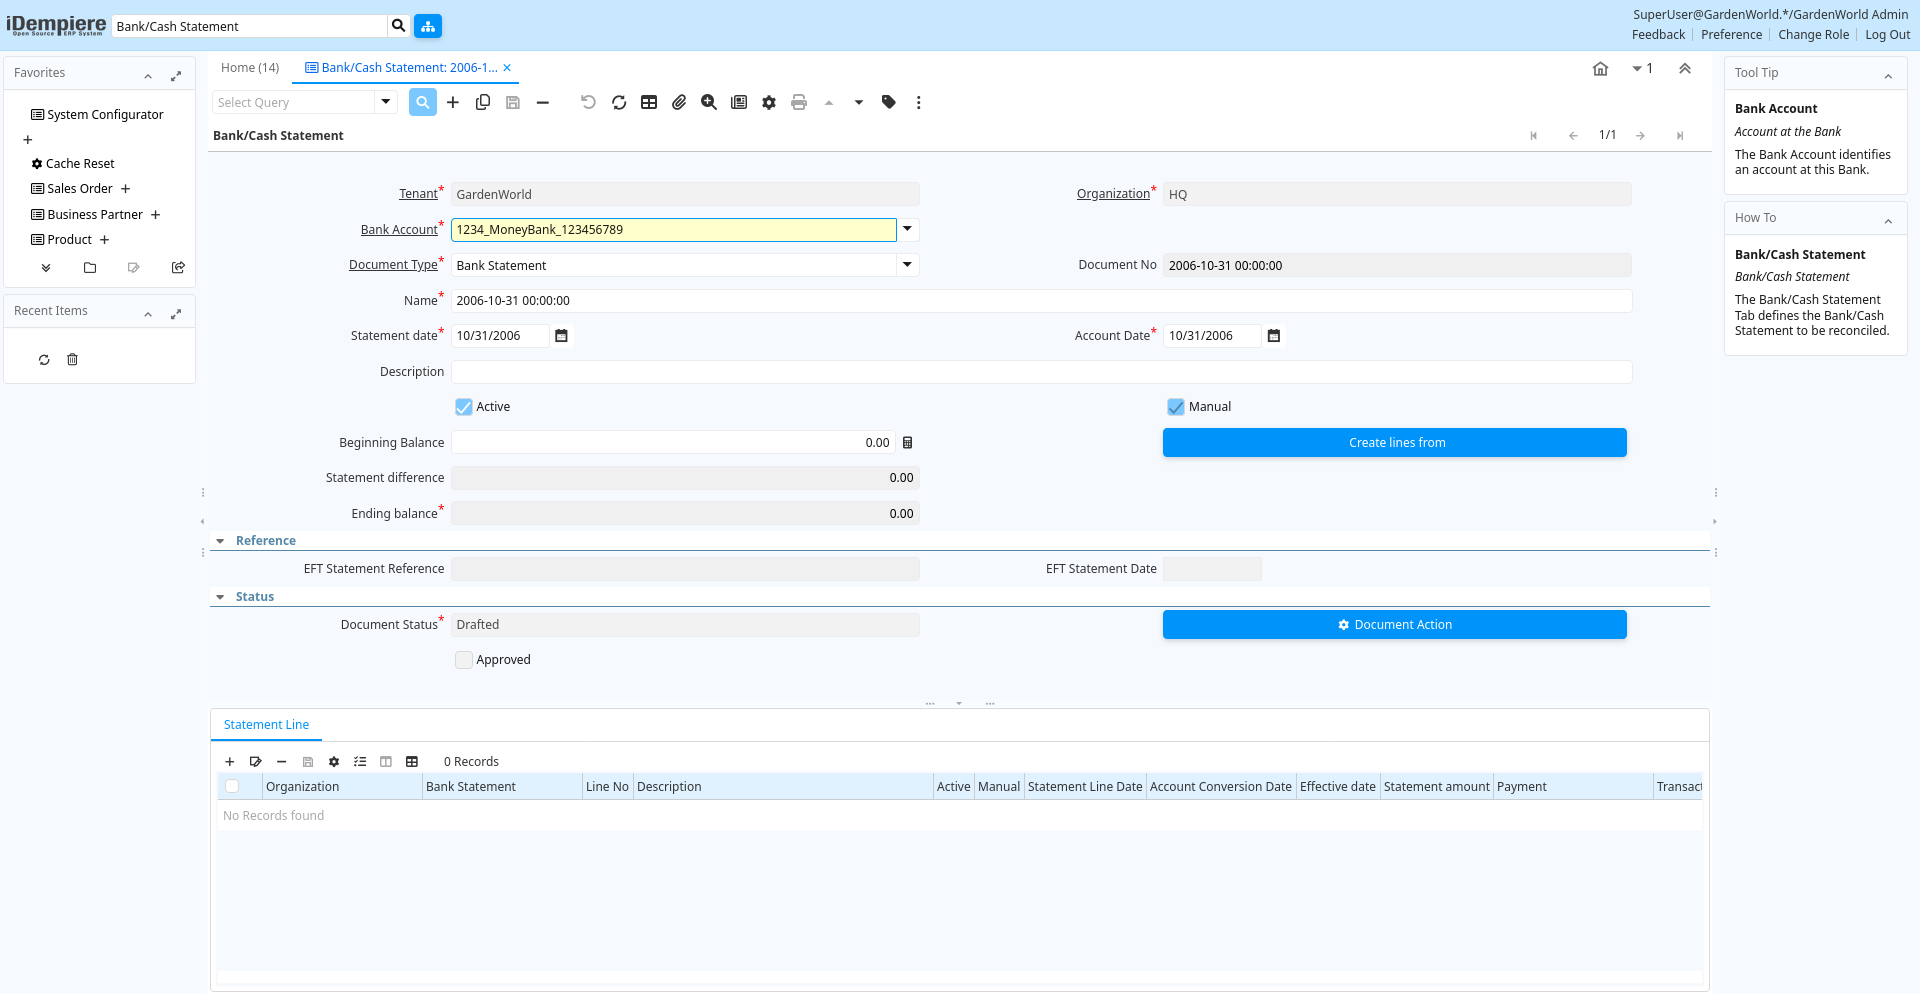 iDempiere
Open Source ERP System
Bank/Cash Statement
SuperUser@GardenWorld.*/GardenWorld Admin
Feedback
Preference
Change Role
Log Out
Favorites
System Configurator
Cache Reset
Sales Order
Business Partner
Product
Recent Items
Home (14)
Bank/Cash Statement: 2006-1...
1
Select Query
Bank/Cash Statement
1/1
Tenant*
GardenWorld
Organization*
HQ
Bank Account*
1234_MoneyBank_123456789
Document Type*
Bank Statement
Document No
2006-10-31 00:00:00
Name*
2006-10-31 00:00:00
Statement date*
10/31/2006
Account Date*
10/31/2006
Description
Active
Manual
Beginning Balance
0.00
Create lines from
Statement difference
0.00
Ending balance*
0.00
Reference
EFT Statement Reference
EFT Statement Date
Status
Document Status*
Drafted
Document Action
Approved
Statement Line
0 Records
Organization
Bank Statement
Line No
Description
Active
Manual
Statement Line Date
Account Conversion Date
Effective date
Statement amount
Payment
Transact
No Records found
Tool Tip
Bank Account
Account at the Bank
The Bank Account identifies
an account at this Bank.
How To
Bank/Cash Statement
Bank/Cash Statement
The Bank/Cash Statement
Tab defines the Bank/Cash
Statement to be reconciled.